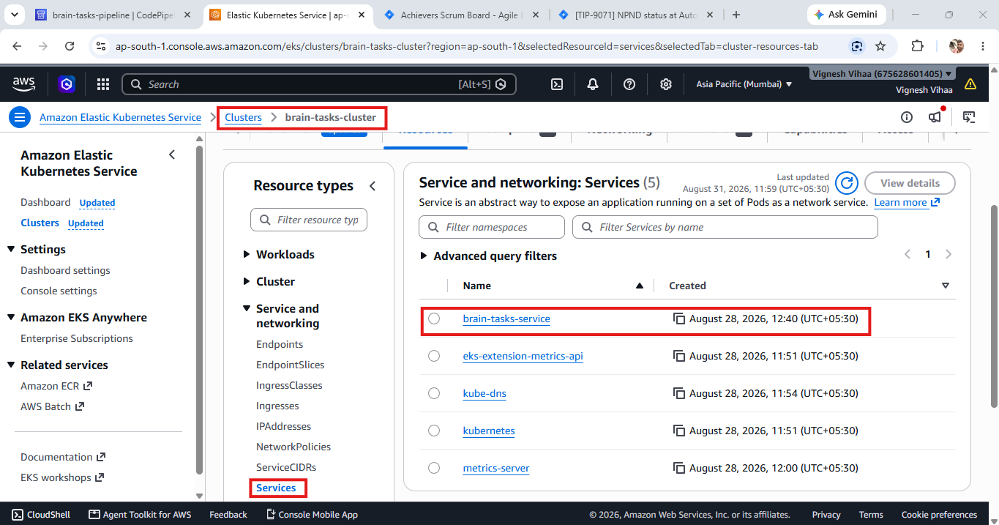 brain-tasks-pipeline | CodePipel
Elastic Kubernetes Service | ap-s
Achievers Scrum Board - Agile B
[TIP-9071] NPND status at Auto
Ask Gemini
ap-south-1.console.aws.amazon.com/eks/clusters/brain-tasks-cluster?region=ap-south-1&selectedResourceId=services&selectedTab=cluster-resources-tab
aws
Search
[Alt+S]
Asia Pacific (Mumbai)
Vignesh Vihaa (675628601405)
Vignesh Vihaa
Amazon Elastic Kubernetes Service
Clusters
brain-tasks-cluster
Amazon Elastic
Kubernetes Service
Dashboard Updated
Clusters Updated
Settings
Dashboard settings
Console settings
Amazon EKS Anywhere
Enterprise Subscriptions
Related services
Amazon ECR
AWS Batch
Documentation
EKS workshops
Resource types
Filter resource typ
Workloads
Cluster
Service and
networking
Endpoints
EndpointSlices
IngressClasses
Ingresses
IPAddresses
NetworkPolicies
ServiceCIDRs
Services
Service and networking: Services (5)
Last updated
August 31, 2026, 11:59 (UTC+05:30)
View details
Service is an abstract way to expose an application running on a set of Pods as a network service. Learn more
Filter namespaces
Filter Services by name
Advanced query filters
1
Name
Created
brain-tasks-service August 28, 2026, 12:40 (UTC+05:30)
eks-extension-metrics-api August 28, 2026, 11:51 (UTC+05:30)
kube-dns August 28, 2026, 11:54 (UTC+05:30)
kubernetes August 28, 2026, 11:51 (UTC+05:30)
metrics-server August 28, 2026, 12:00 (UTC+05:30)
CloudShell
Agent Toolkit for AWS
Feedback
Console Mobile App
© 2026, Amazon Web Services, Inc. or its affiliates.
Privacy
Terms
Cookie preferences